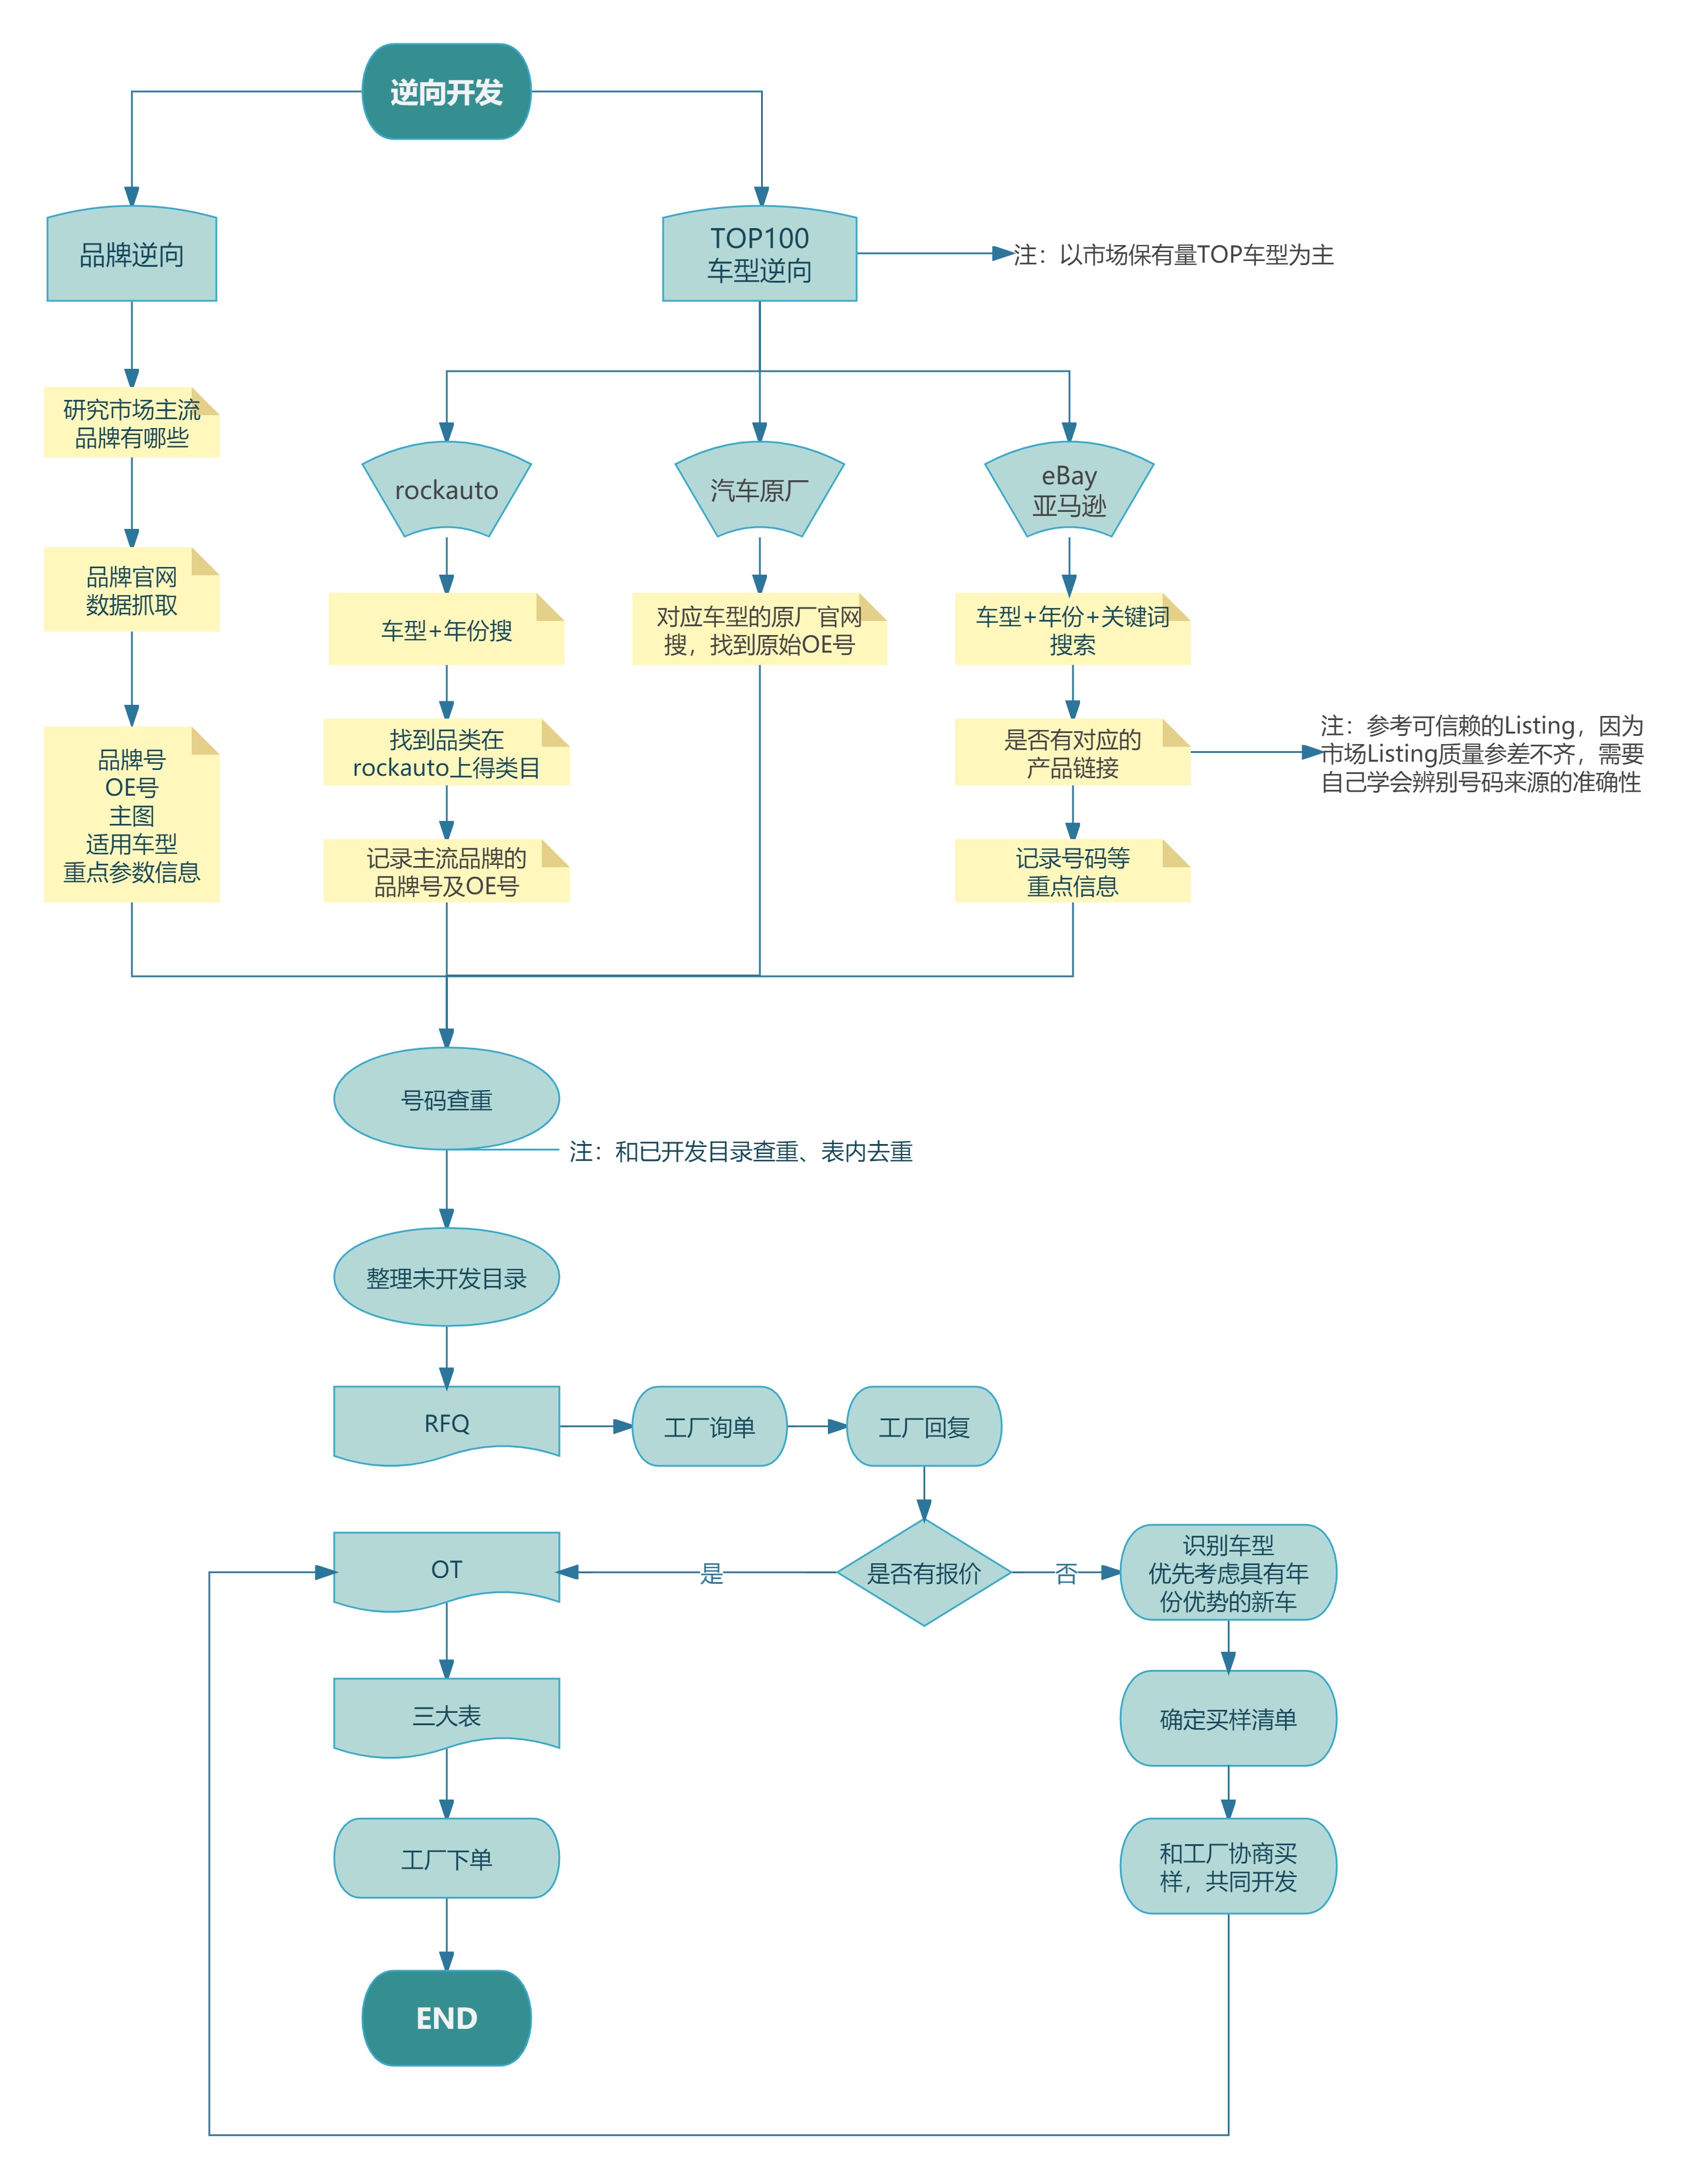 逆向开发
品牌逆向
TOP100
车型逆向
注：以市场保有量TOP车型为主
研究市场主流
品牌有哪些
rockauto
汽车原厂
eBay
亚马逊
品牌官网
数据抓取
车型+年份搜
对应车型的原厂官网
搜，找到原始OE号
车型+年份+关键词
搜索
品牌号
OE号
主图
适用车型
重点参数信息
找到品类在
rockauto上得类目
是否有对应的
产品链接
注：参考可信赖的Listing，因为
市场Listing质量参差不齐，需要
自己学会辨别号码来源的准确性
记录主流品牌的
品牌号及OE号
记录号码等
重点信息
号码查重
注：和已开发目录查重、表内去重
整理未开发目录
RFQ
工厂询单
工厂回复
OT
是
是否有报价
否
识别车型
优先考虑具有年
份优势的新车
三大表
确定买样清单
工厂下单
和工厂协商买
样，共同开发
END